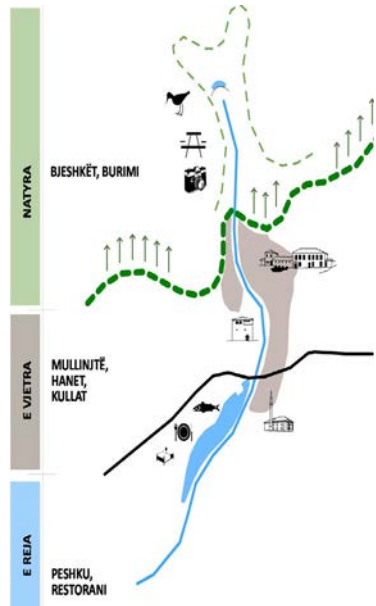 NATYRA
BJESHKËT, BURIMI
E VJETRA
MULLINJTË,
HANET,
KULLAT
E REJA
PESHKU,
RESTORANI